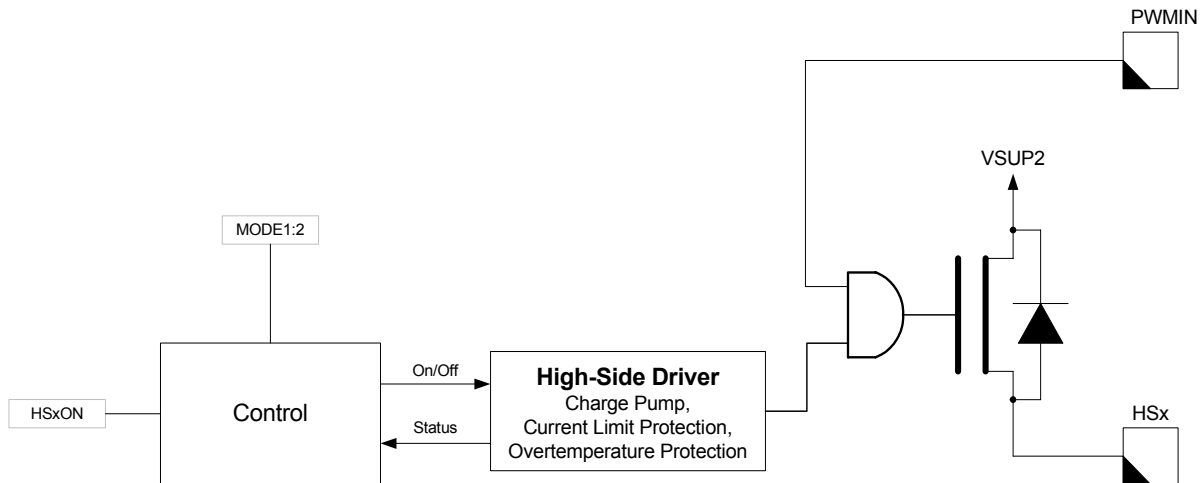 PWMIN
VSUP2
MODE1:2
On/Off
High-Side Driver
Charge Pump,
Current Limit Protection,
Overtemperature Protection
HSxON
Control
Status
HSx